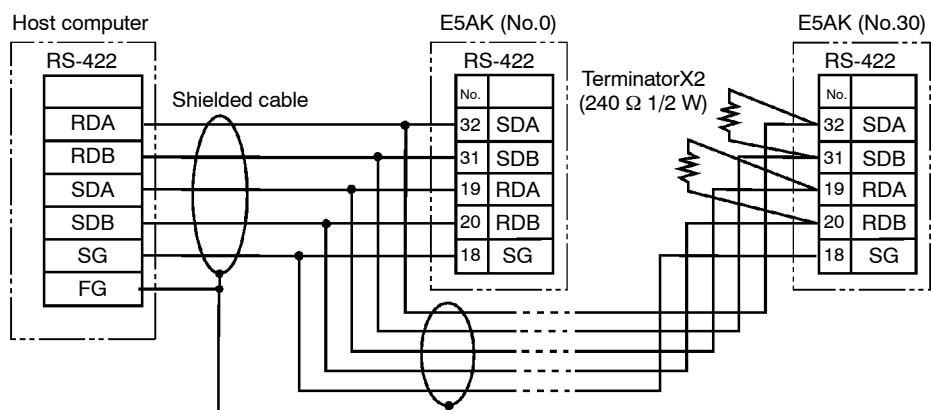 Host computer
RS-422
RDA
RDB
SDA
SDB
SG
FG
Shielded cable
E5AK (No.0)
RS-422
No.
32 SDA
31 SDB
19 RDA
20 RDB
18 SG
TerminatorX2
(240 Ω 1/2 W)
E5AK (No.30)
RS-422
No.
32 SDA
31 SDB
19 RDA
20 RDB
18 SG